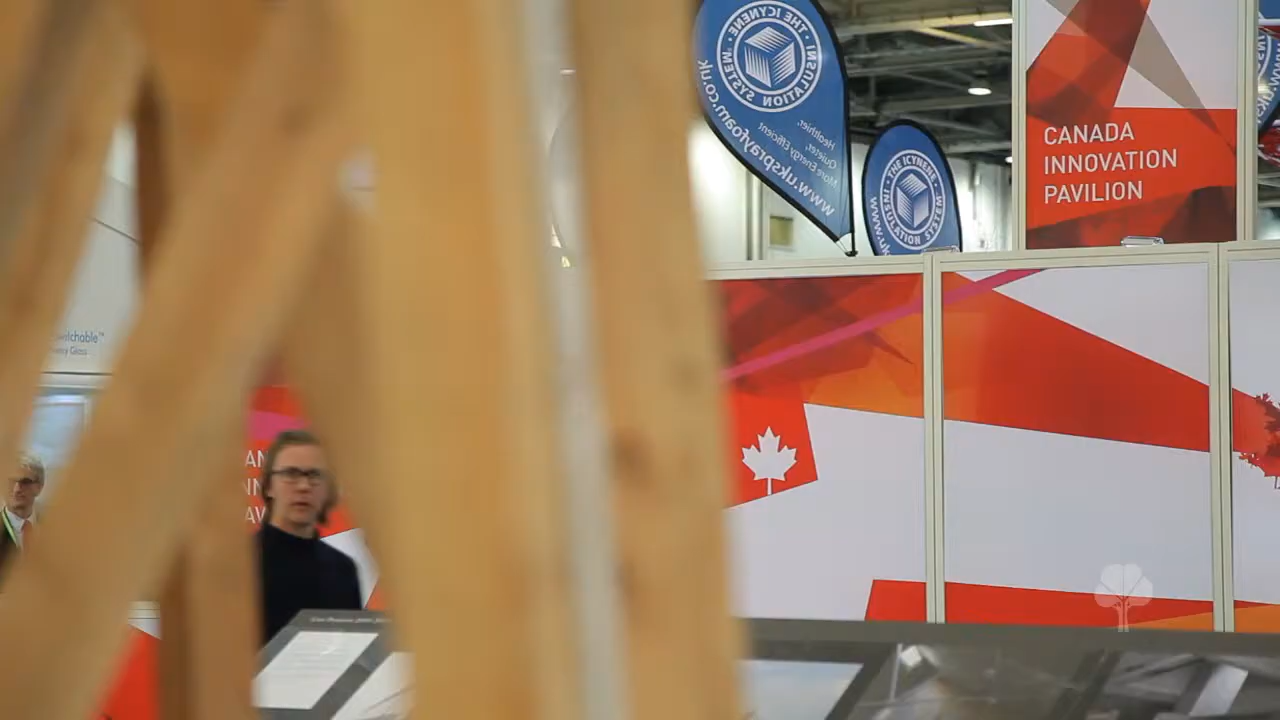 THE ICYNENE
INSULATION SYSTEM
Healthier,
Quieter,
More Energy Efficient
www.uksprayfoam.co.uk
THE ICYNENE
INSULATION SYSTEM
CANADA
INNOVATION
PAVILION